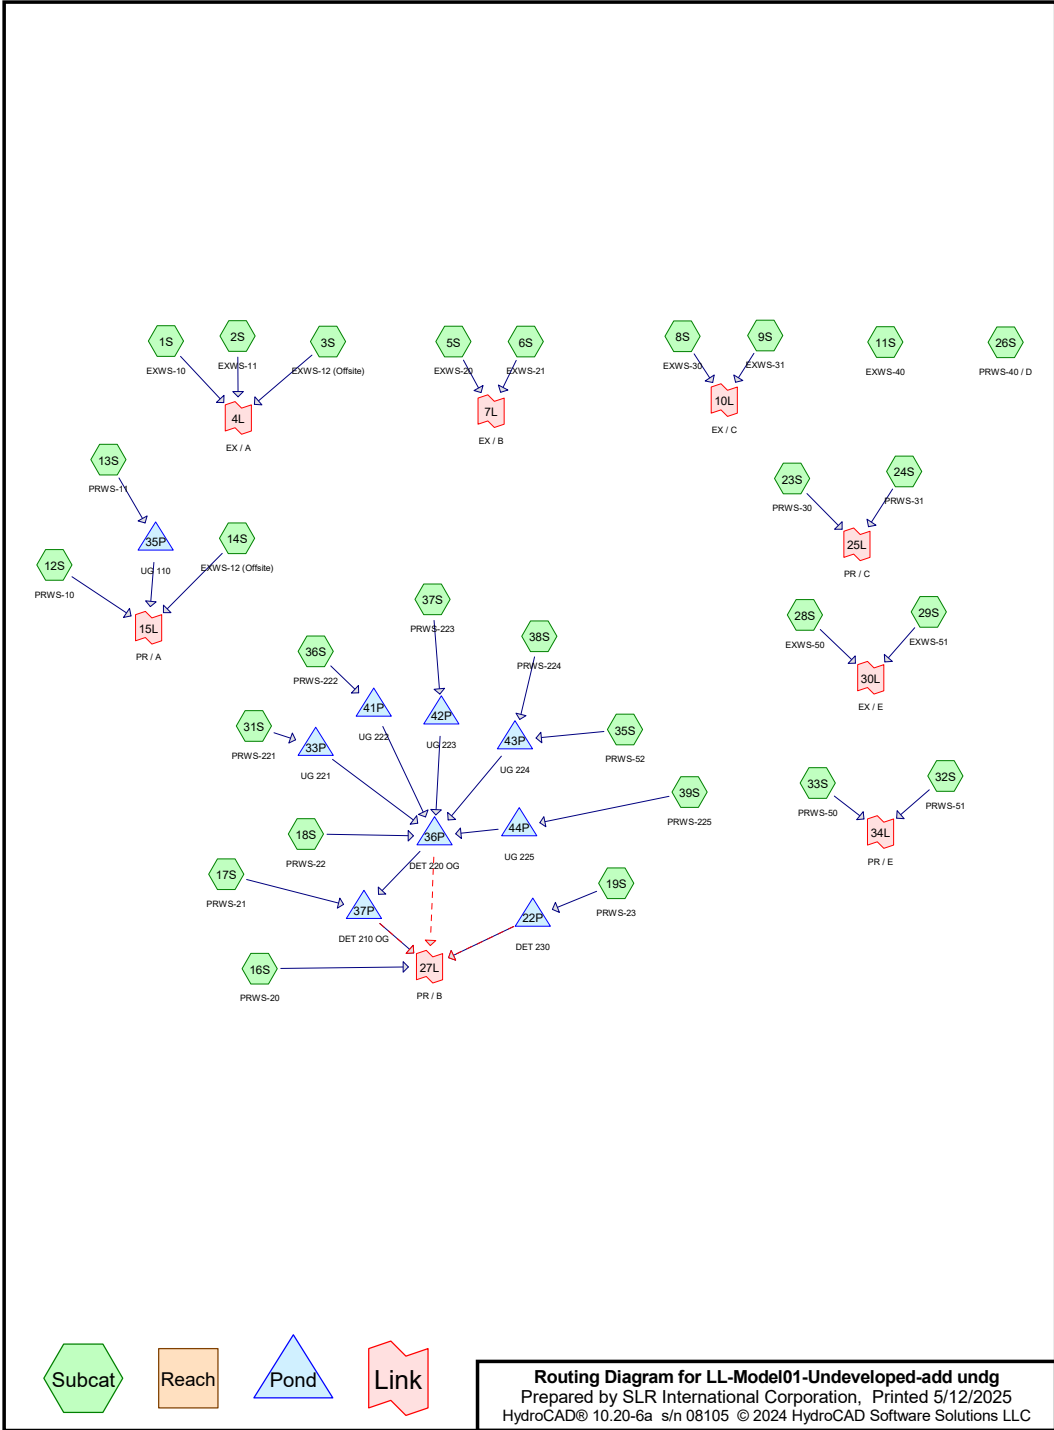 1S
EXWS-10
2S
EXWS-11
3S
EXWS-12 (Offsite)
4L
EX / A
5S
EXWS-20
6S
EXWS-21
7L
EX / B
8S
EXWS-30
9S
EXWS-31
10L
EX / C
11S
EXWS-40
26S
PRWS-40 / D
13S
PRWS-11
35P
UG 110
14S
EXWS-12 (Offsite)
12S
PRWS-10
15L
PR / A
23S
PRWS-30
24S
PRWS-31
25L
PR / C
28S
EXWS-50
29S
EXWS-51
30L
EX / E
37S
PRWS-223
38S
PRWS-224
36S
PRWS-222
41P
UG 222
42P
UG 223
43P
UG 224
35S
PRWS-52
31S
PRWS-221
33P
UG 221
39S
PRWS-225
44P
UG 225
18S
PRWS-22
36P
DET 220 OG
33S
PRWS-50
32S
PRWS-51
34L
PR / E
17S
PRWS-21
37P
DET 210 OG
19S
PRWS-23
22P
DET 230
16S
PRWS-20
27L
PR / B
Subcat
Reach
Pond
Link
Routing Diagram for LL-Model01-Undeveloped-add undg
Prepared by SLR International Corporation, Printed 5/12/2025
HydroCAD® 10.20-6a s/n 08105 © 2024 HydroCAD Software Solutions LLC